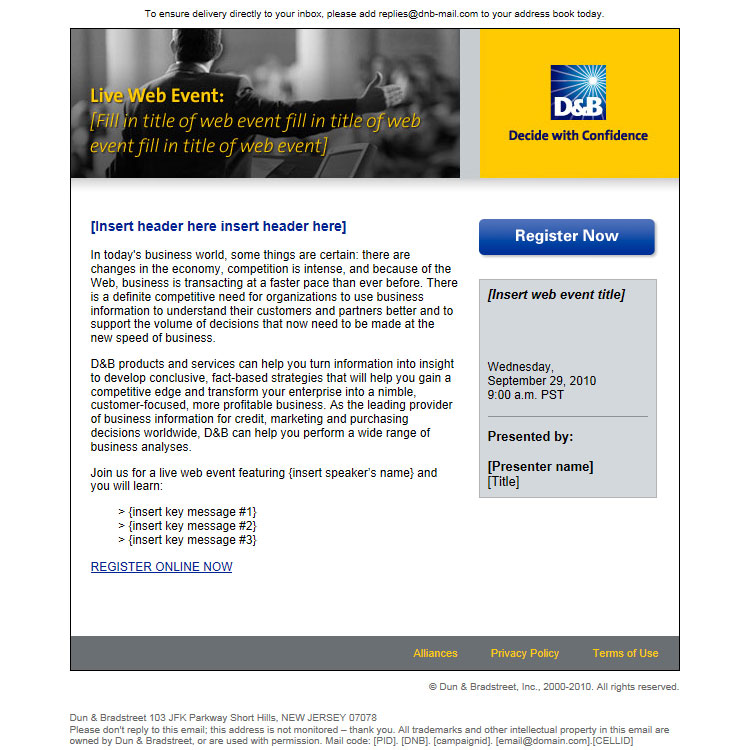 To ensure delivery directly to your inbox, please add replies@dnb-mail.com to your address book today.
Live Web Event:
[Fill in title of web event fill in title of web
event fill in title of web event]
D&B
Decide with Confidence
[Insert header here insert header here]
In today's business world, some things are certain: there are
changes in the economy, competition is intense, and because of the
Web, business is transacting at a faster pace than ever before. There
is a definite competitive need for organizations to use business
information to understand their customers and partners better and to
support the volume of decisions that now need to be made at the
new speed of business.
D&B products and services can help you turn information into insight
to develop conclusive, fact-based strategies that will help you gain a
competitive edge and transform your enterprise into a nimble,
customer-focused, more profitable business. As the leading provider
of business information for credit, marketing and purchasing
decisions worldwide, D&B can help you perform a wide range of
business analyses.
Join us for a live web event featuring {insert speaker's name} and
you will learn:
> {insert key message #1}
> {insert key message #2}
> {insert key message #3}
REGISTER ONLINE NOW
Register Now
[Insert web event title]
Wednesday,
September 29, 2010
9:00 a.m. PST
Presented by:
[Presenter name]
[Title]
Alliances Privacy Policy Terms of Use
© Dun & Bradstreet, Inc., 2000-2010. All rights reserved.
Dun & Bradstreet 103 JFK Parkway Short Hills, NEW JERSEY 07078
Please don't reply to this email; this address is not monitored – thank you. All trademarks and other intellectual property in this email are
owned by Dun & Bradstreet, or are used with permission. Mail code: [PID]. [DNB]. [campaignid]. [email@domain.com].[CELLID]